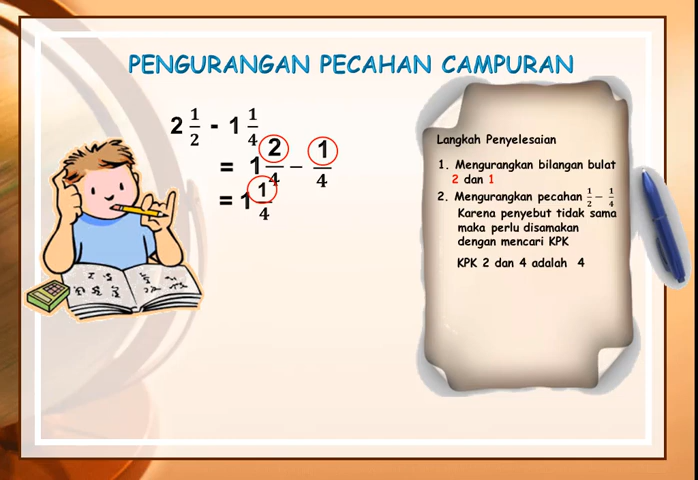 PENGURANGAN PECAHAN CAMPURAN
2 1/2 - 1 1/4
= 1 2/4 − 1/4
= 1 1/4
Langkah Penyelesaian
1. Mengurangkan bilangan bulat
2 dan 1
2. Mengurangkan pecahan 1/2 − 1/4
Karena penyebut tidak sama
maka perlu disamakan
dengan mencari KPK
KPK 2 dan 4 adalah 4